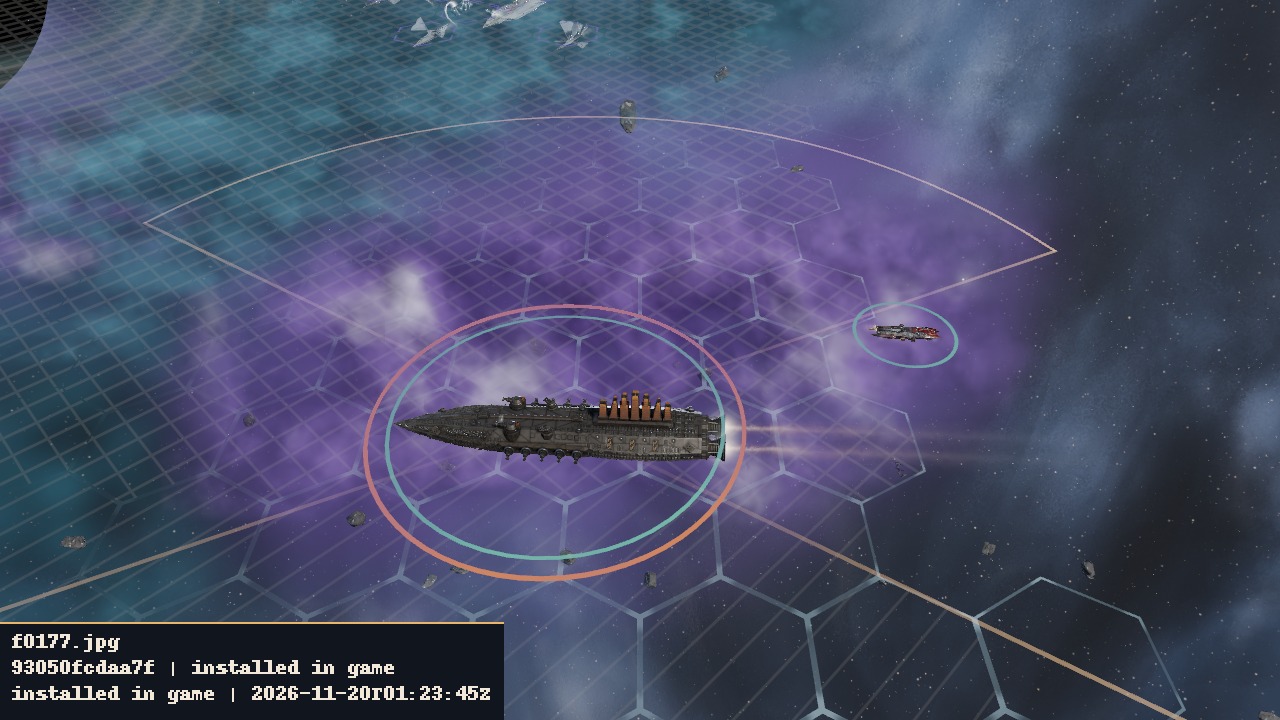 f0177.jpg
93050fcdaa7f | installed in game
installed in game | 2026-11-20T01:23:45Z